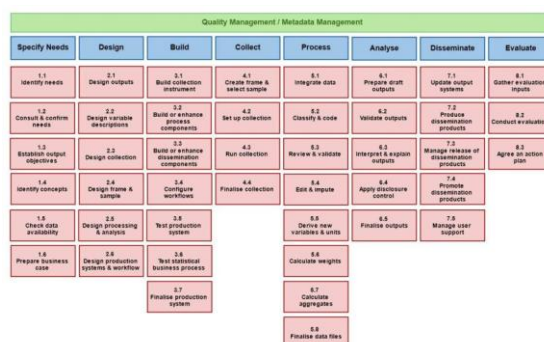 Quality Management / Metadata Management
Specify Needs
Design
Build
Collect
Process
Analyse
Disseminate
Evaluate
1.1
Identify needs
1.2
Consult & confirm
needs
1.3
Establish output
objectives
1.4
Identify concepts
1.5
Check data
availability
1.6
Prepare business
case
2.1
Design outputs
2.2
Design variable
descriptions
2.3
Design collection
2.4
Design frame &
sample
2.5
Design processing
& analysis
2.6
Design production
systems & workflow
3.1
Build collection
instrument
3.2
Build or enhance
process
components
3.3
Build or enhance
dissemination
components
3.4
Configure
workflows
3.5
Test production
system
3.6
Test statistical
business process
3.7
Finalise production
system
4.1
Create frame &
select sample
4.2
Set up collection
4.3
Run collection
4.4
Finalise collection
5.1
Integrate data
5.2
Classify & code
5.3
Review & validate
5.4
Edit & impute
5.5
Derive new
variables & units
5.6
Calculate weights
5.7
Calculate
aggregates
5.8
Finalise data files
6.1
Prepare draft
outputs
6.2
Validate outputs
6.3
Interpret & explain
outputs
6.4
Apply disclosure
control
6.5
Finalise outputs
7.1
Update output
systems
7.2
Produce
dissemination
products
7.3
Manage release of
dissemination
products
7.4
Promote
dissemination
products
7.5
Manage user
support
8.1
Gather evaluation
inputs
8.2
Conduct evaluation
8.3
Agree an action
plan